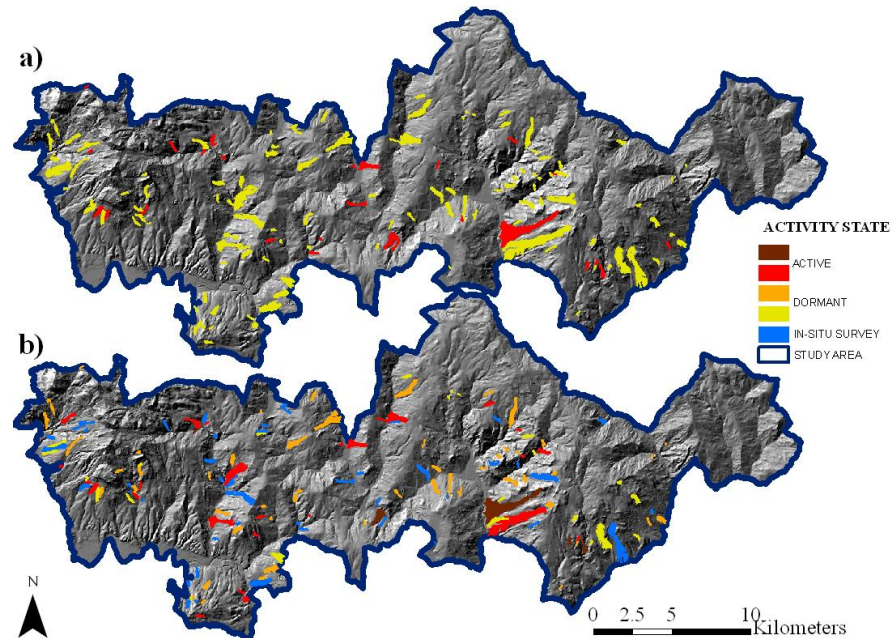 a)
ACTIVITY STATE
ACTIVE
DORMANT
IN-SITU SURVEY
STUDY AREA
b)
N
0 2.5 5 10
Kilometers